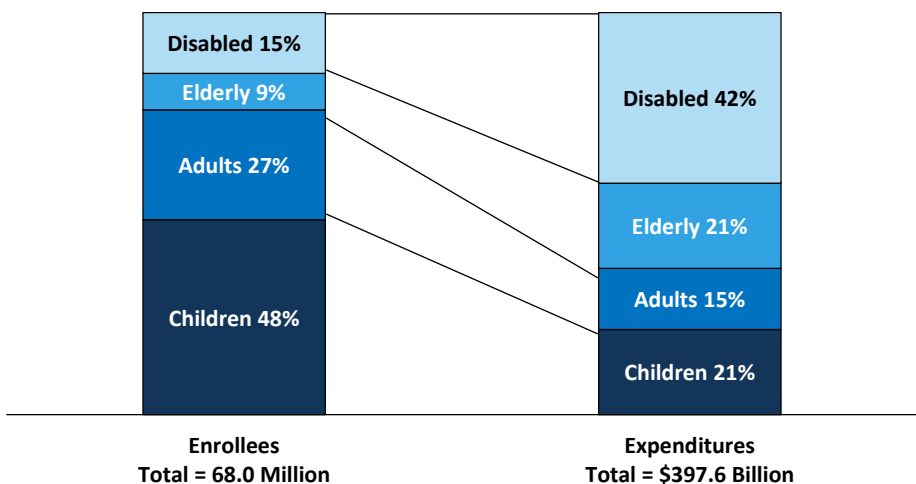 Disabled 15%
Elderly 9%
Adults 27%
Children 48%
Disabled 42%
Elderly 21%
Adults 15%
Children 21%
Enrollees
Total = 68.0 Million
Expenditures
Total = $397.6 Billion